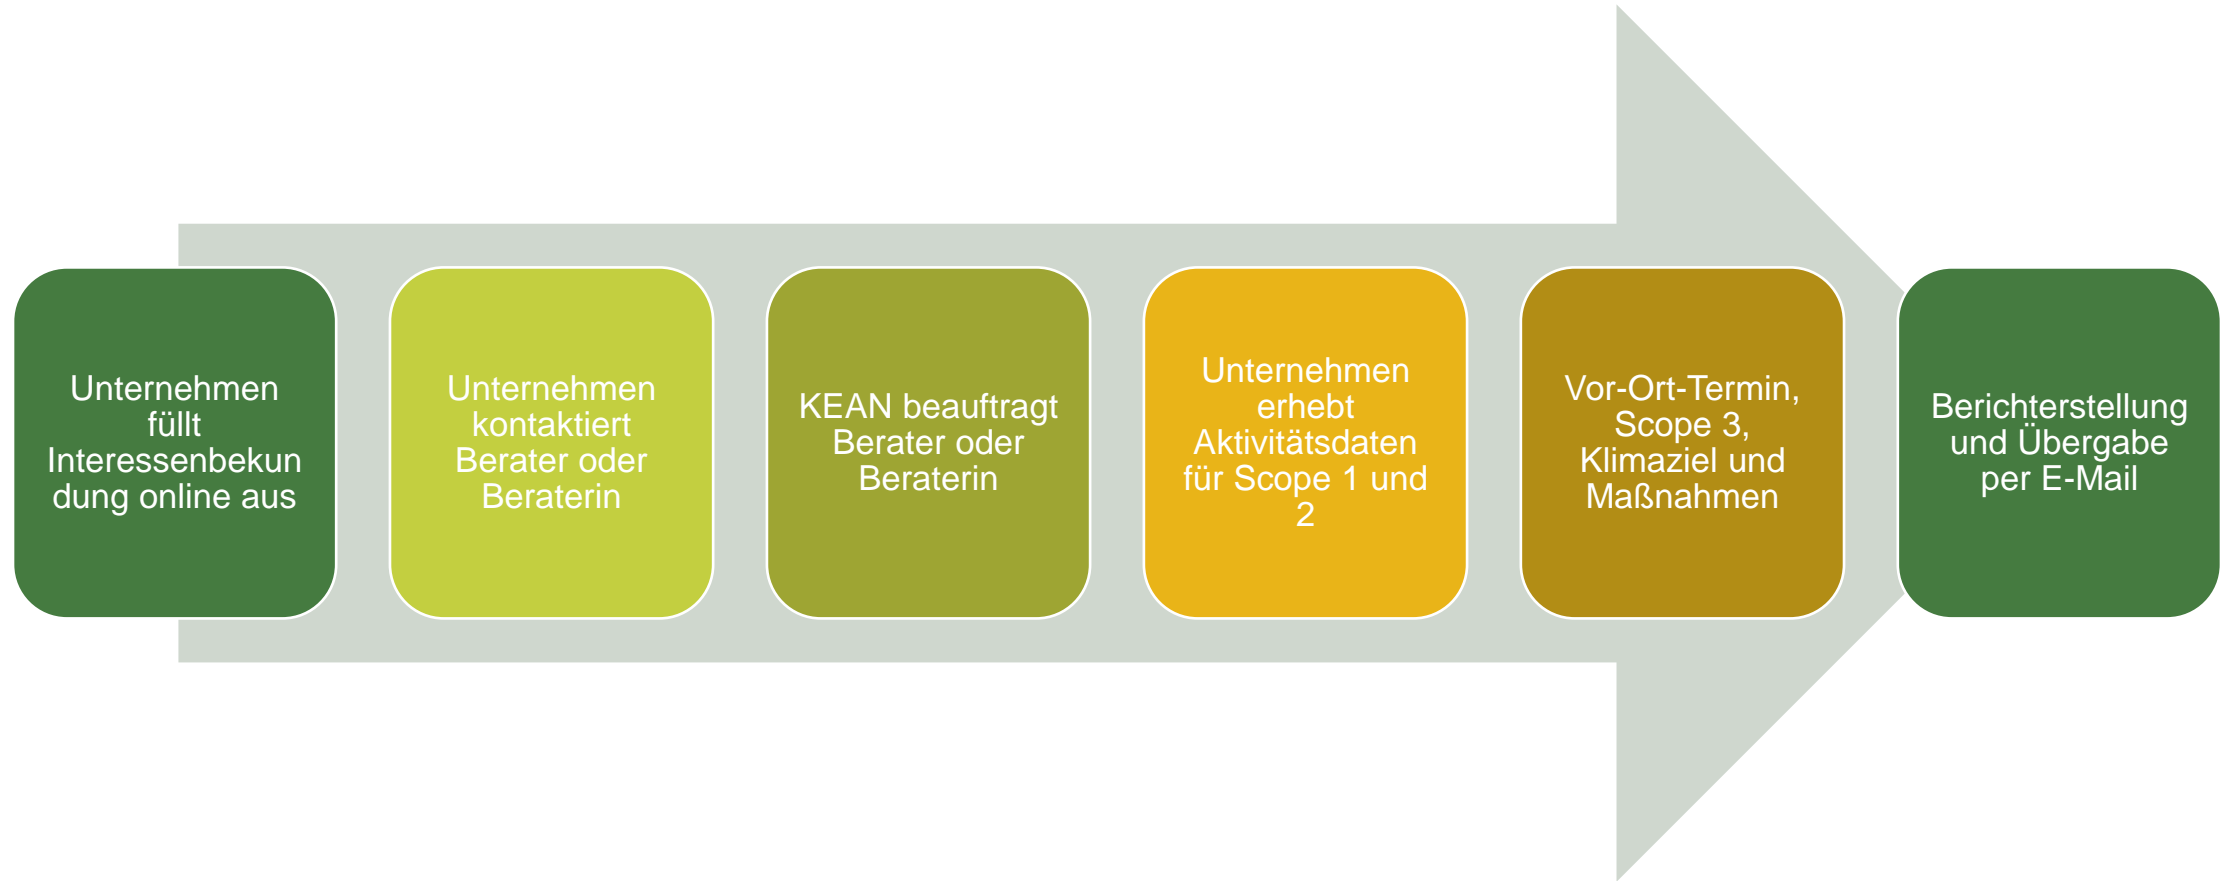 Unternehmen
füllt
Interessenbekun
dung online aus
Unternehmen
kontaktiert
Berater oder
Beraterin
KEAN beauftragt
Berater oder
Beraterin
Unternehmen
erhebt
Aktivitätsdaten
für Scope 1 und
2
Vor-Ort-Termin,
Scope 3,
Klimaziel und
Maßnahmen
Berichterstellung
und Übergabe
per E-Mail